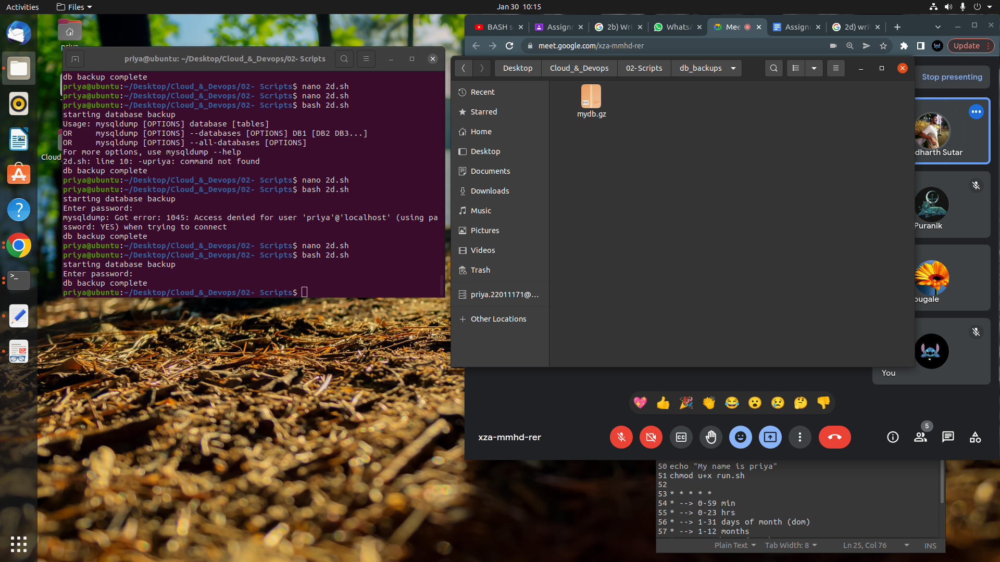 Activities
Files
Jan 30 10:15
priya@ubuntu: ~/Desktop/Cloud_&_Devops/02- Scripts
db backup complete
priya@ubuntu:~/Desktop/Cloud_&_Devops/02- Scripts$ nano 2d.sh
priya@ubuntu:~/Desktop/Cloud_&_Devops/02- Scripts$ nano 2d.sh
priya@ubuntu:~/Desktop/Cloud_&_Devops/02- Scripts$ bash 2d.sh
starting database backup
Usage: mysqldump [OPTIONS] database [tables]
OR     mysqldump [OPTIONS] --databases [OPTIONS] DB1 [DB2 DB3...]
OR     mysqldump [OPTIONS] --all-databases [OPTIONS]
For more options, use mysqldump --help
2d.sh: line 10: -upriya: command not found
db backup complete
priya@ubuntu:~/Desktop/Cloud_&_Devops/02- Scripts$ nano 2d.sh
priya@ubuntu:~/Desktop/Cloud_&_Devops/02- Scripts$ bash 2d.sh
starting database backup
Enter password:
mysqldump: Got error: 1045: Access denied for user 'priya'@'localhost' (using pa
ssword: YES) when trying to connect
db backup complete
priya@ubuntu:~/Desktop/Cloud_&_Devops/02- Scripts$ nano 2d.sh
priya@ubuntu:~/Desktop/Cloud_&_Devops/02- Scripts$ bash 2d.sh
starting database backup
Enter password:
db backup complete
priya@ubuntu:~/Desktop/Cloud_&_Devops/02- Scripts$
Cloud_
BASH s
Assignm
2b) Wri
WhatsA
Mee
Assignm
2d) writ
meet.google.com/xza-mmhd-rer
Update
Desktop
Cloud_&_Devops
02- Scripts
db_backups
Recent
Starred
Home
Desktop
Documents
Downloads
Music
Pictures
Videos
Trash
priya.22011171@...
Other Locations
mydb.gz
Stop presenting
dharth Sutar
Puranik
ougale
You
xza-mmhd-rer
5
50 echo "My name is priya"
51 chmod u+x run.sh
52
53 * * * * *
54 * --> 0-59 min
55 * --> 0-23 hrs
56 * --> 1-31 days of month (dom)
57 * --> 1-12 months
Plain Text
Tab Width: 8
Ln 25, Col 76
INS